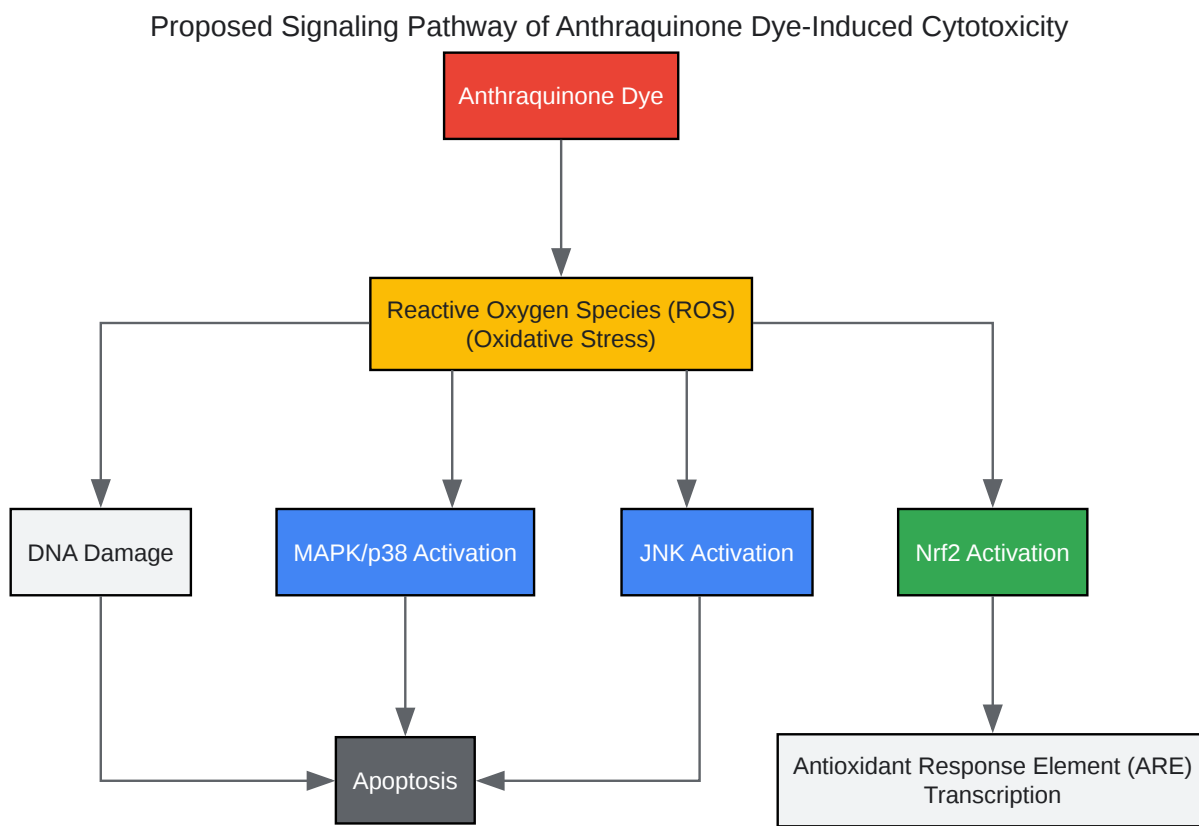 Proposed Signaling Pathway of Anthraquinone Dye-Induced Cytotoxicity
Anthraquinone Dye
Reactive Oxygen Species (ROS)
(Oxidative Stress)
DNA Damage
MAPK/p38 Activation
JNK Activation
Nrf2 Activation
Apoptosis
Antioxidant Response Element (ARE)
Transcription